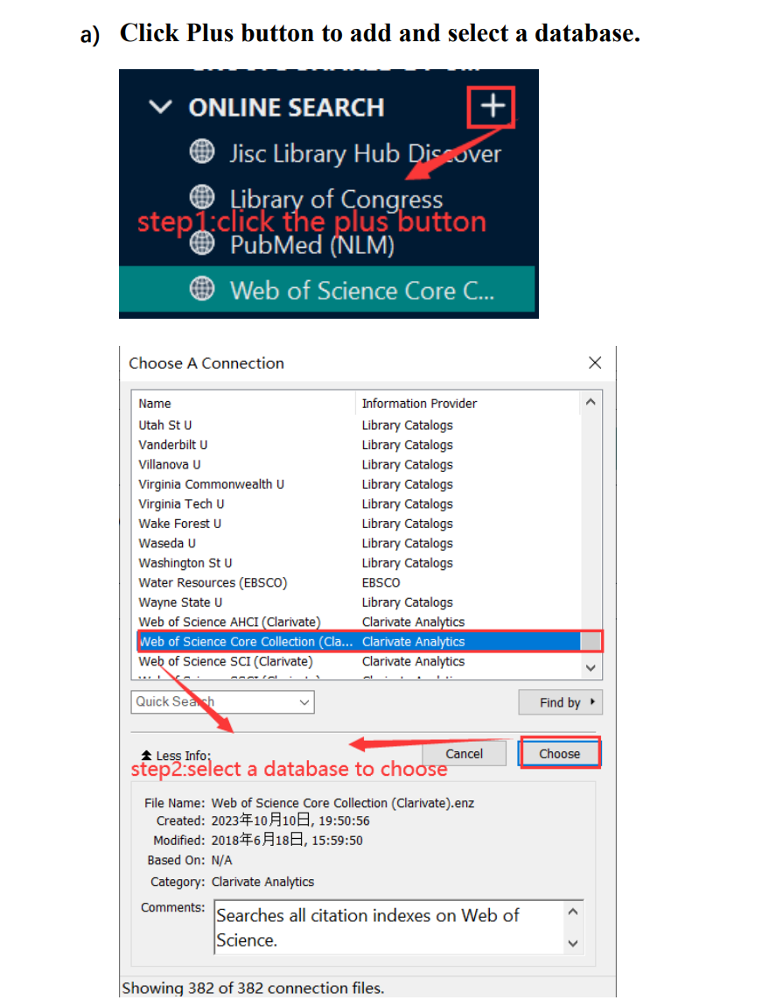 a) Click Plus button to add and select a database.
ONLINE SEARCH
Jisc Library Hub Discover
Library of Congress
step1:click the plus button
PubMed (NLM)
Web of Science Core C...
Choose A Connection
Name Information Provider
Utah St U Library Catalogs
Vanderbilt U Library Catalogs
Villanova U Library Catalogs
Virginia Commonwealth U Library Catalogs
Virginia Tech U Library Catalogs
Wake Forest U Library Catalogs
Waseda U Library Catalogs
Washington St U Library Catalogs
Water Resources (EBSCO) EBSCO
Wayne State U Library Catalogs
Web of Science AHCI (Clarivate) Clarivate Analytics
Web of Science Core Collection (Cla... Clarivate Analytics
Web of Science SCI (Clarivate) Clarivate Analytics
Quick Search Find by
Less Info: Cancel Choose
step2:select a database to choose
File Name: Web of Science Core Collection (Clarivate).enz
Created: 2023年10月10日, 19:50:56
Modified: 2018年6月18日, 15:59:50
Based On: N/A
Category: Clarivate Analytics
Comments: Searches all citation indexes on Web of
Science.
Showing 382 of 382 connection files.